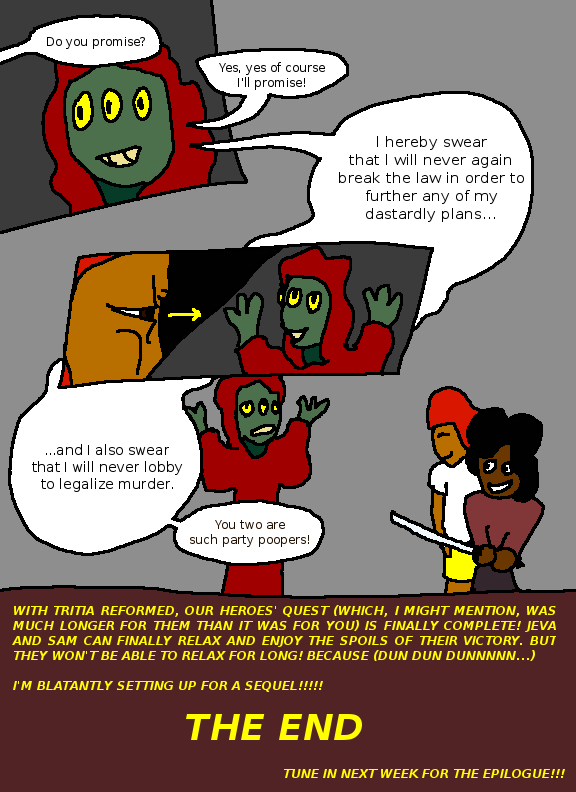 Do you promise?
Yes, yes of course
I'll promise!
I hereby swear
that I will never again
break the law in order to
further any of my
dastardly plans...
...and I also swear
that I will never lobby
to legalize murder.
You two are
such party poopers!
WITH TRITIA REFORMED, OUR HEROES' QUEST (WHICH, I MIGHT MENTION, WAS
MUCH LONGER FOR THEM THAN IT WAS FOR YOU) IS FINALLY COMPLETE! JEVA
AND SAM CAN FINALLY RELAX AND ENJOY THE SPOILS OF THEIR VICTORY. BUT
THEY WON'T BE ABLE TO RELAX FOR LONG! BECAUSE (DUN DUN DUNNNNN...)
I'M BLATANTLY SETTING UP FOR A SEQUEL!!!!!
THE END
TUNE IN NEXT WEEK FOR THE EPILOGUE!!!